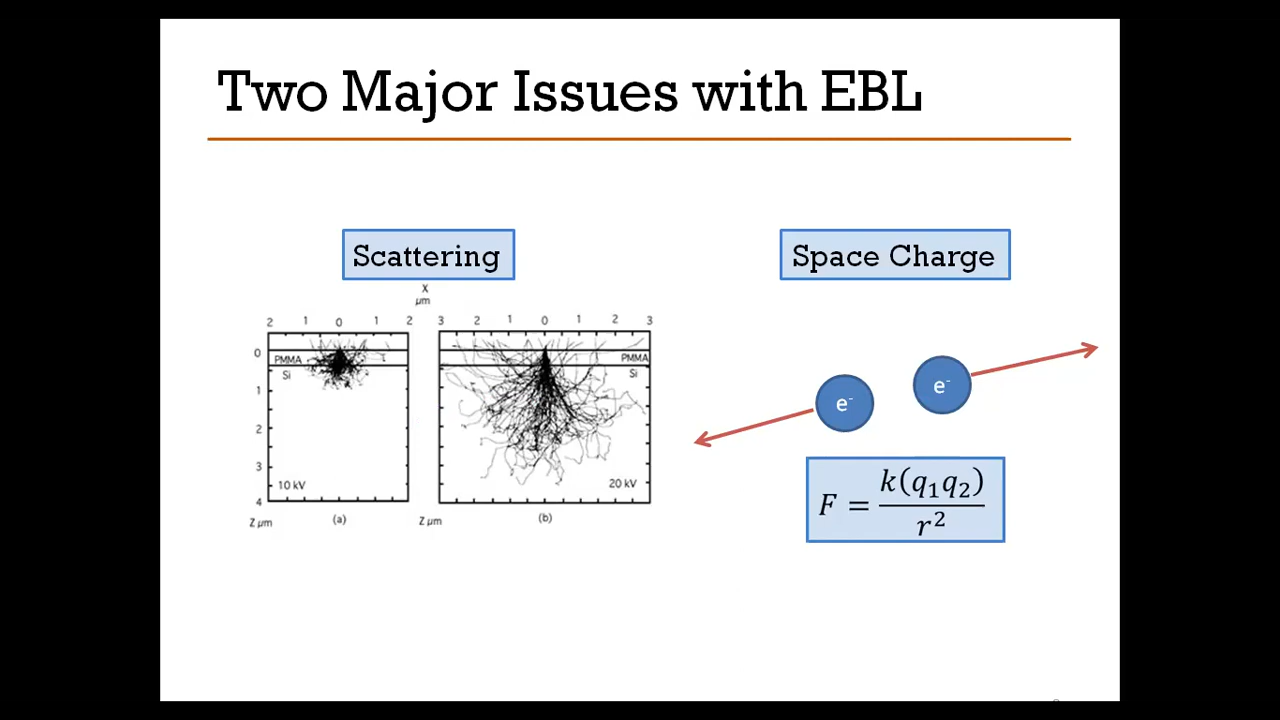 Two Major Issues with EBL
Scattering
X
μm
2 1 0 1 2
0
1
2
3
4
PMMA
Si
10 kV
Z μm
(a)
3 2 1 0 1 2 3
PMMA
Si
20 kV
Z μm
(b)
Space Charge
e⁻
e⁻
F = k(q₁q₂) / r²